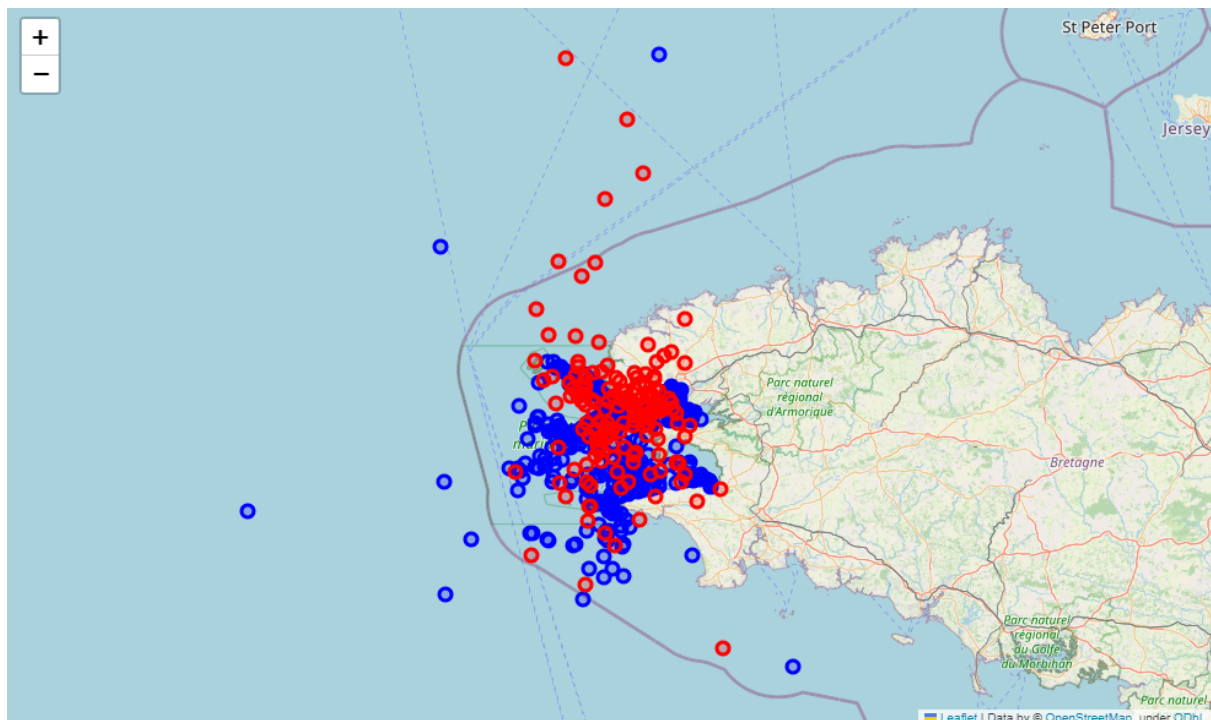 +
−
St Peter Port
Jersey
Parc naturel
régional
d'Armorique
Bretagne
Parc naturel
régional
du Golfe
du Morbihan
Parc naturel
Leaflet | Data by © OpenStreetMap, under ODbL